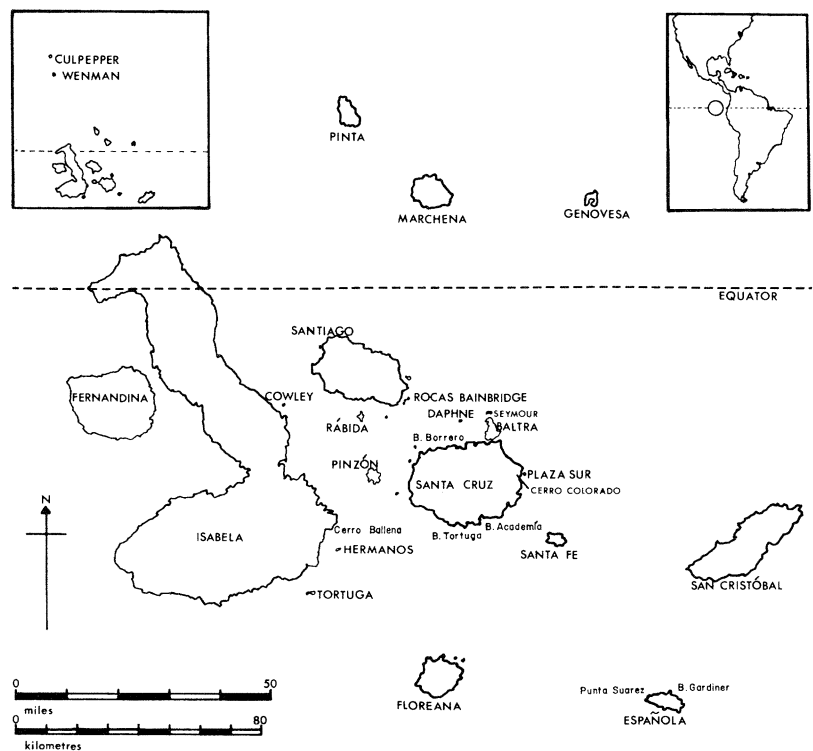 CULPEPPER
WENMAN
PINTA
MARCHENA
GENOVESA
EQUATOR
SANTIAGO
FERNANDINA
COWLEY
ROCAS BAINBRIDGE
RÁBIDA
DAPHNE
SEYMOUR
BALTRA
B. Borrero
PINZÓN
SANTA CRUZ
PLAZA SUR
CERRO COLORADO
N
ISABELA
Cerro Ballena
B. Tortuga
B. Academía
HERMANOS
SANTA FE
TORTUGA
SAN CRISTÓBAL
0 50
miles
0 80
kilometres
FLOREANA
Punta Suarez
B. Gardiner
ESPAÑOLA